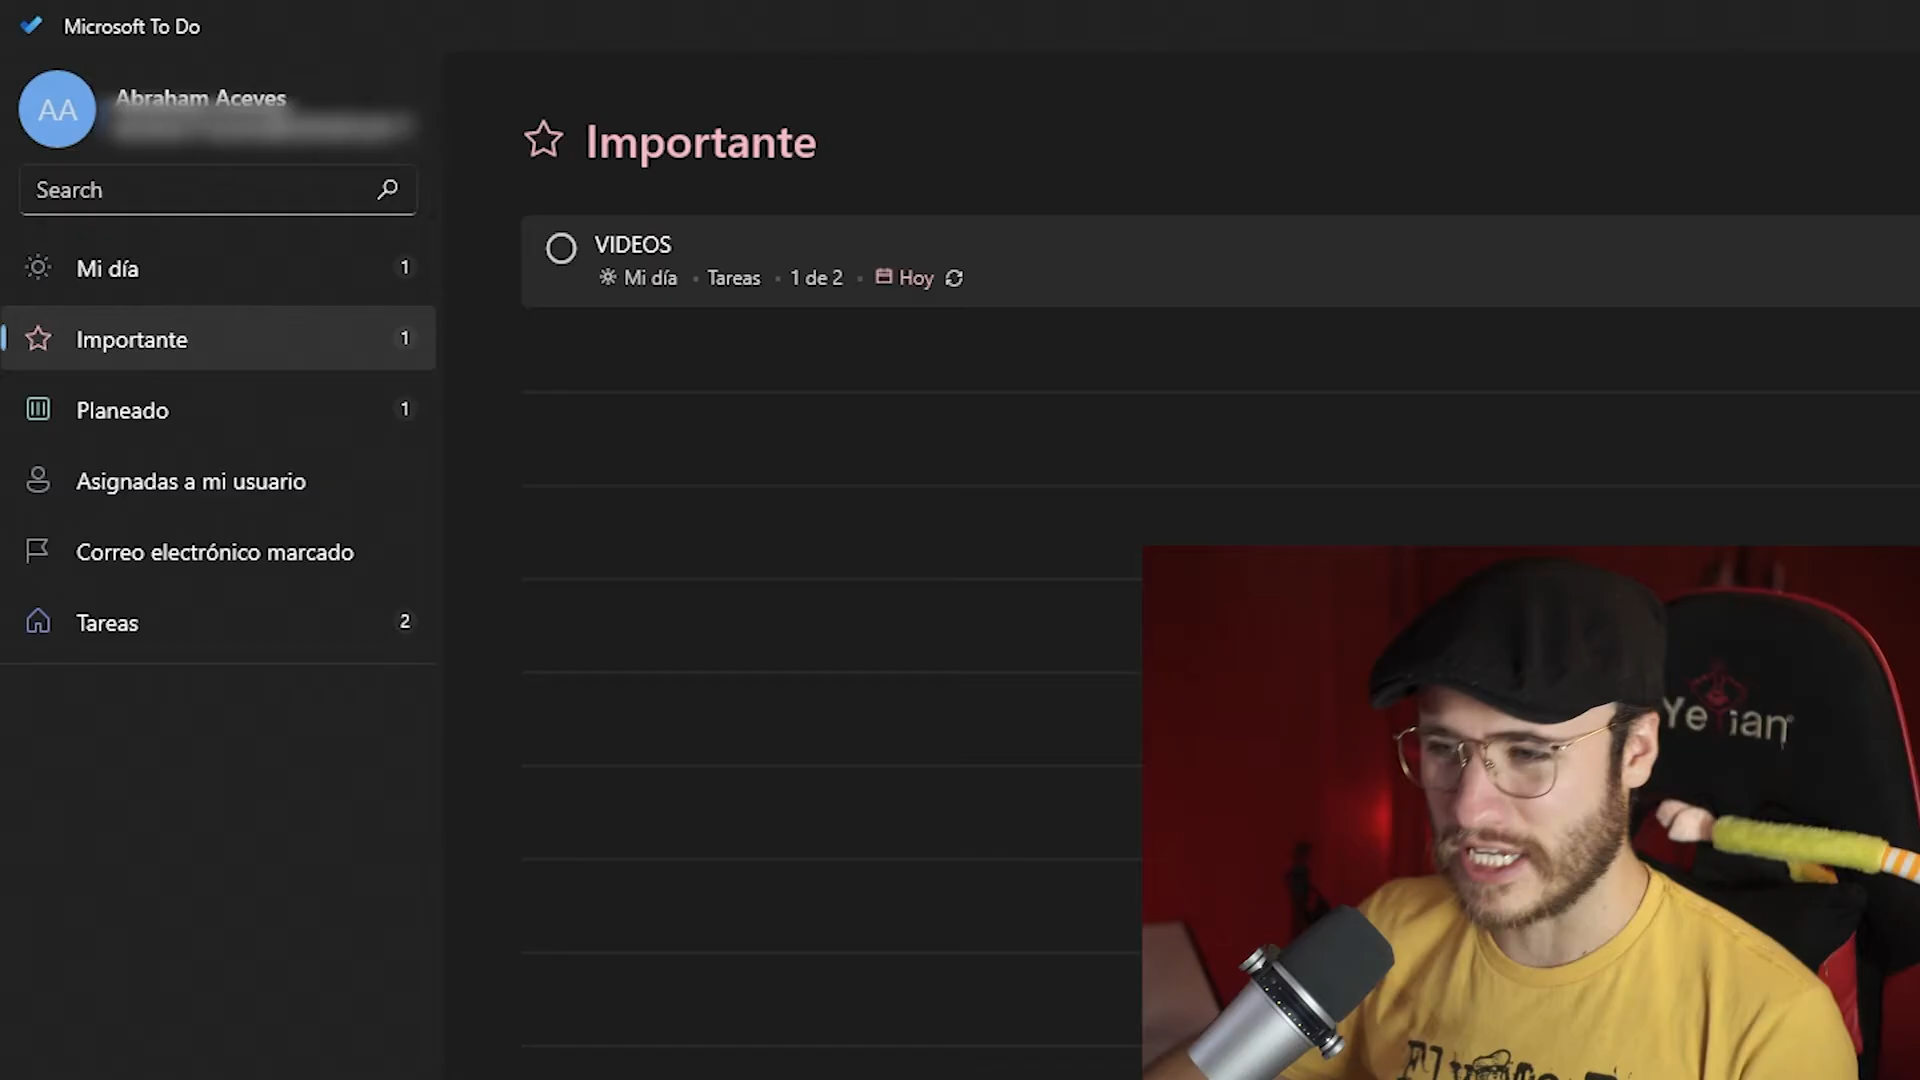 Microsoft To Do
AA
Abraham Aceves
Search
Mi día 1
Importante 1
Planeado 1
Asignadas a mi usuario
Correo electrónico marcado
Tareas 2
Importante
VIDEOS
Mi día • Tareas • 1 de 2 • Hoy
Yeyian